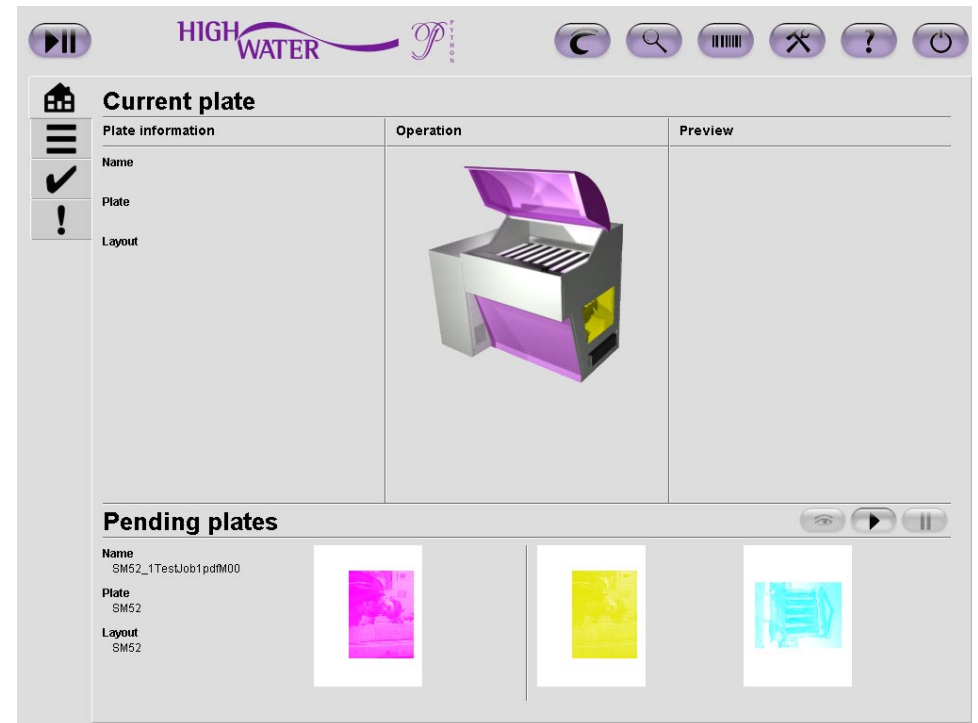 HIGH
WATER
PYTHON
?
Current plate
Plate information
Operation
Preview
Name
Plate
Layout
!
Pending plates
Name
SM52_1TestJob1pdfM00
Plate
SM52
Layout
SM52